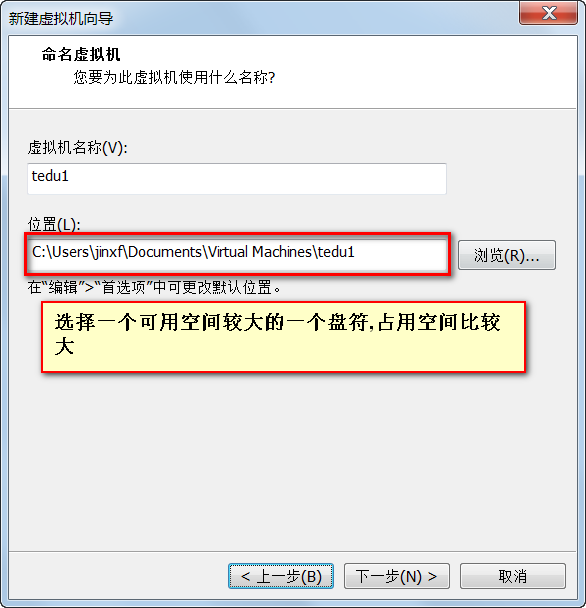 新建虚拟机向导
命名虚拟机
您要为此虚拟机使用什么名称?
虚拟机名称(V):
tedu1
位置(L):
C:\Users\jinxf\Documents\Virtual Machines\tedu1
浏览(R)...
在“编辑”>“首选项”中可更改默认位置。
选择一个可用空间较大的一个盘符,占用空间比较
大
< 上一步(B)
下一步(N) >
取消